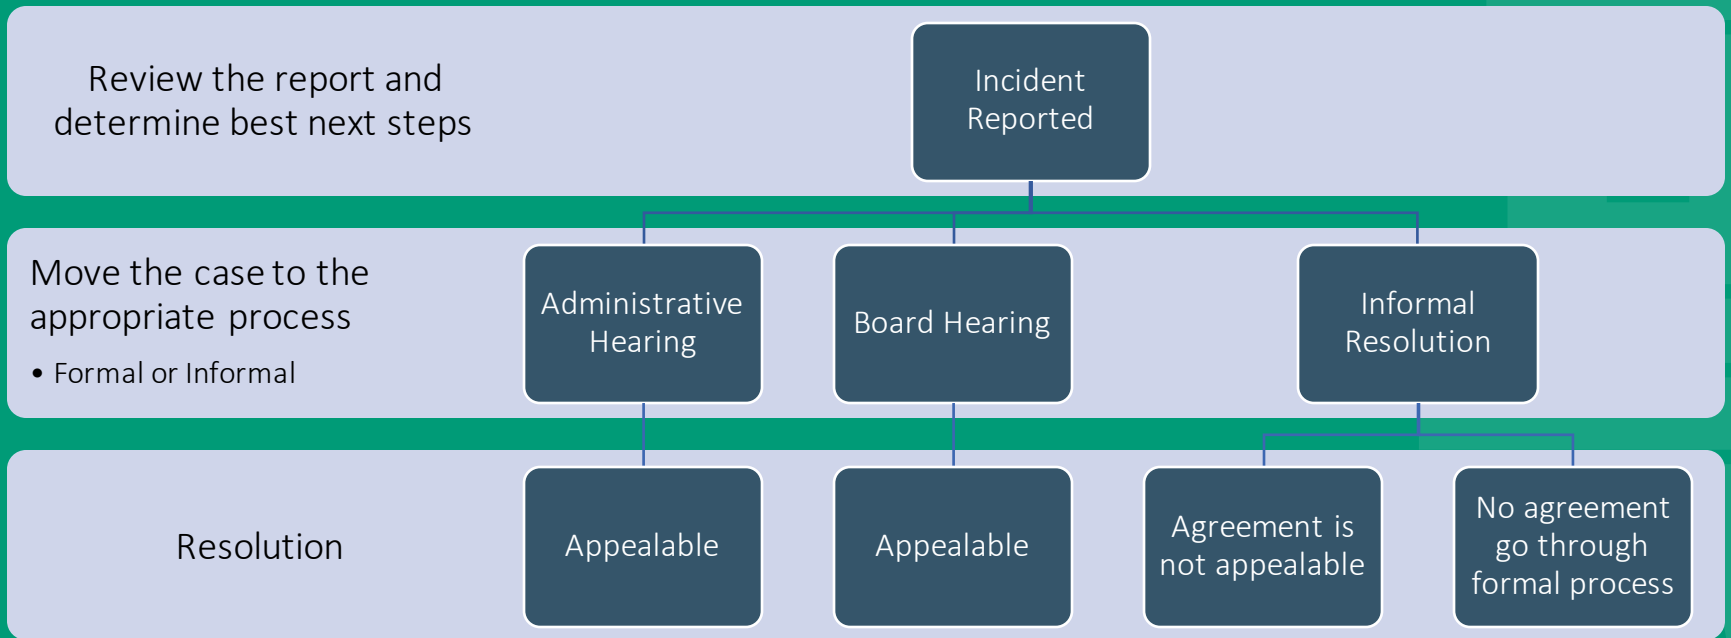 Review the report and
determine best next steps
Incident
Reported
Move the case to the
appropriate process
• Formal or Informal
Administrative
Hearing
Board Hearing
Informal
Resolution
Resolution
Appealable
Appealable
Agreement is
not appealable
No agreement
go through
formal process